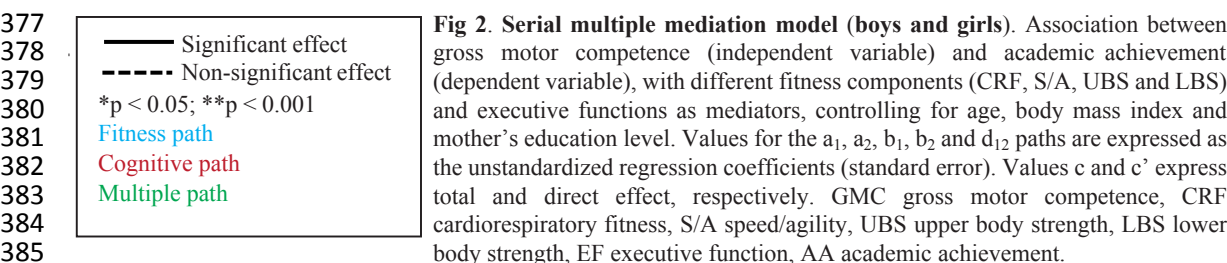 377
378
379
380
381
382
383
384
385
Significant effect
Non-significant effect
*p < 0.05; **p < 0.001
Fitness path
Cognitive path
Multiple path
Fig 2. Serial multiple mediation model (boys and girls). Association between
gross motor competence (independent variable) and academic achievement
(dependent variable), with different fitness components (CRF, S/A, UBS and LBS)
and executive functions as mediators, controlling for age, body mass index and
mother’s education level. Values for the a₁, a₂, b₁, b₂ and d₁₂ paths are expressed as
the unstandardized regression coefficients (standard error). Values c and c’ express
total and direct effect, respectively. GMC gross motor competence, CRF
cardiorespiratory fitness, S/A speed/agility, UBS upper body strength, LBS lower
body strength, EF executive function, AA academic achievement.